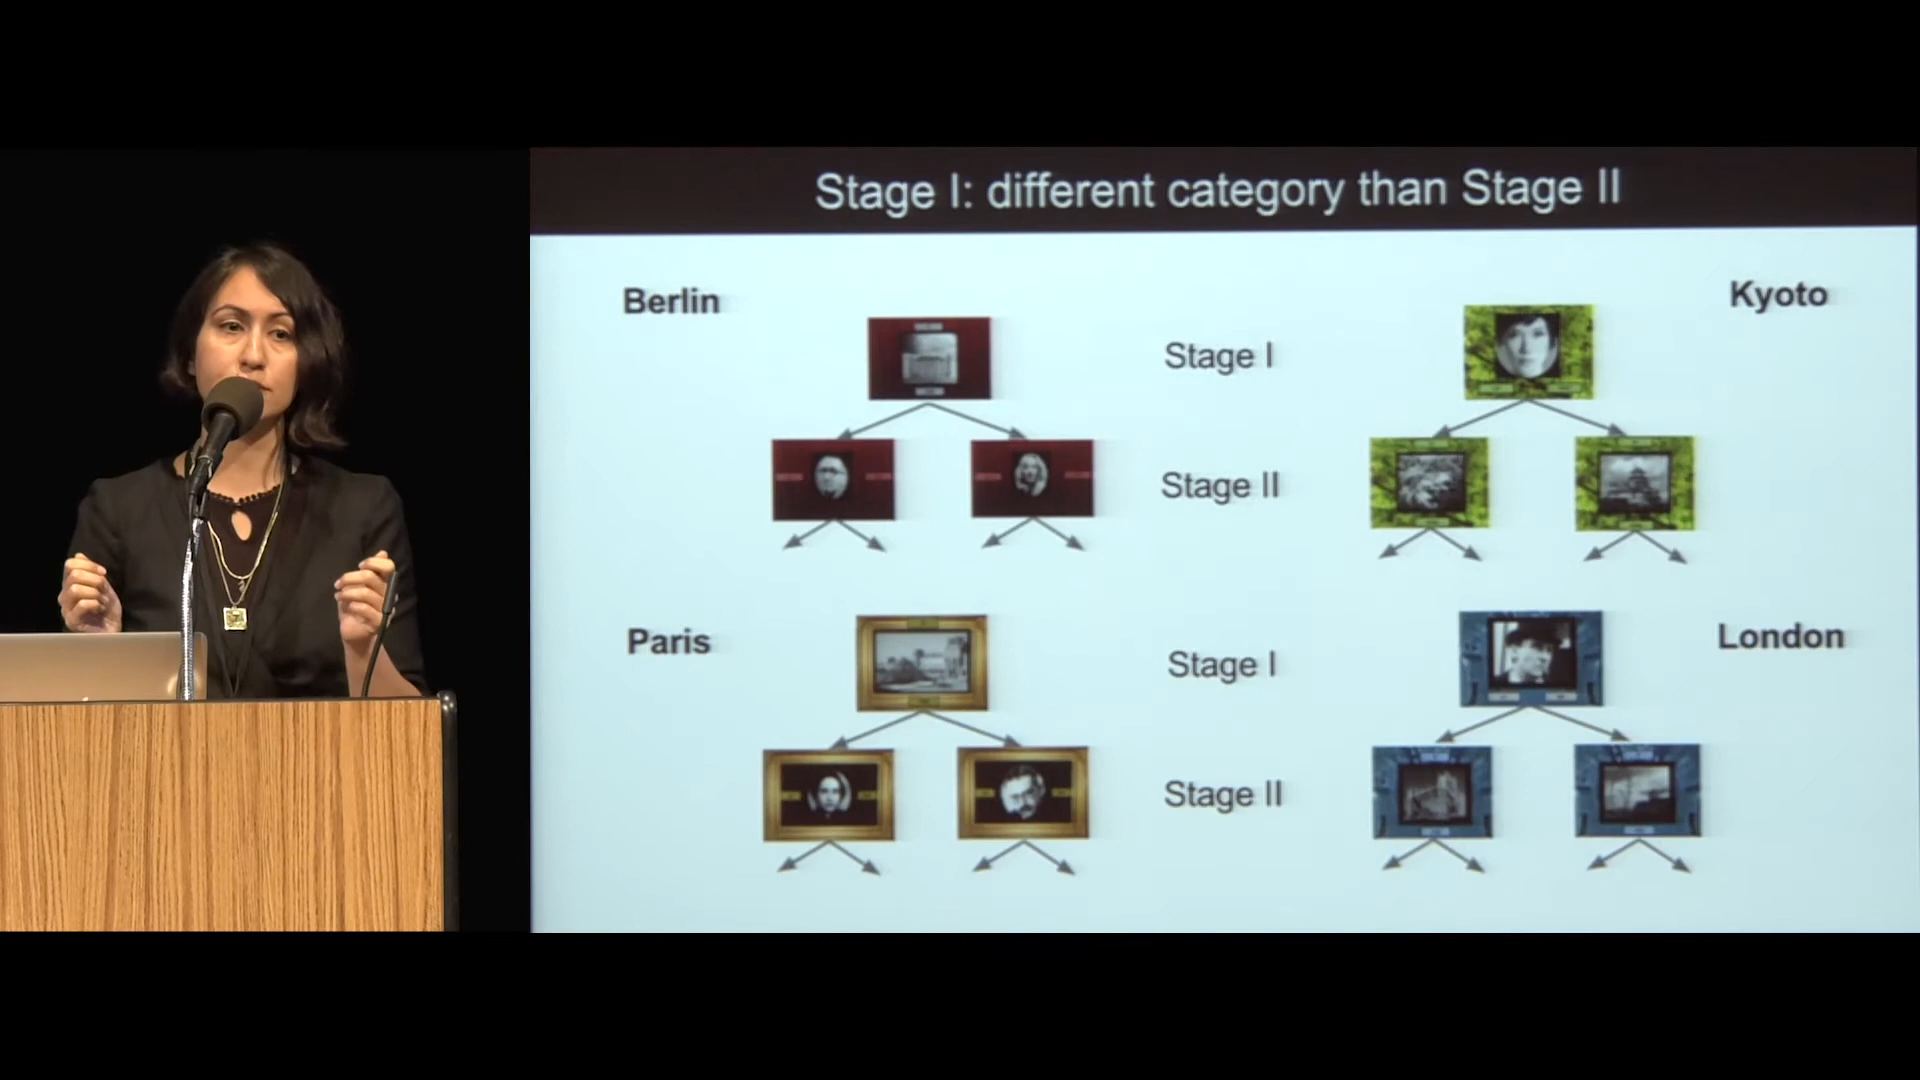 Stage I: different category than Stage II
Berlin
Kyoto
Stage I
Stage II
Paris
London
Stage I
Stage II